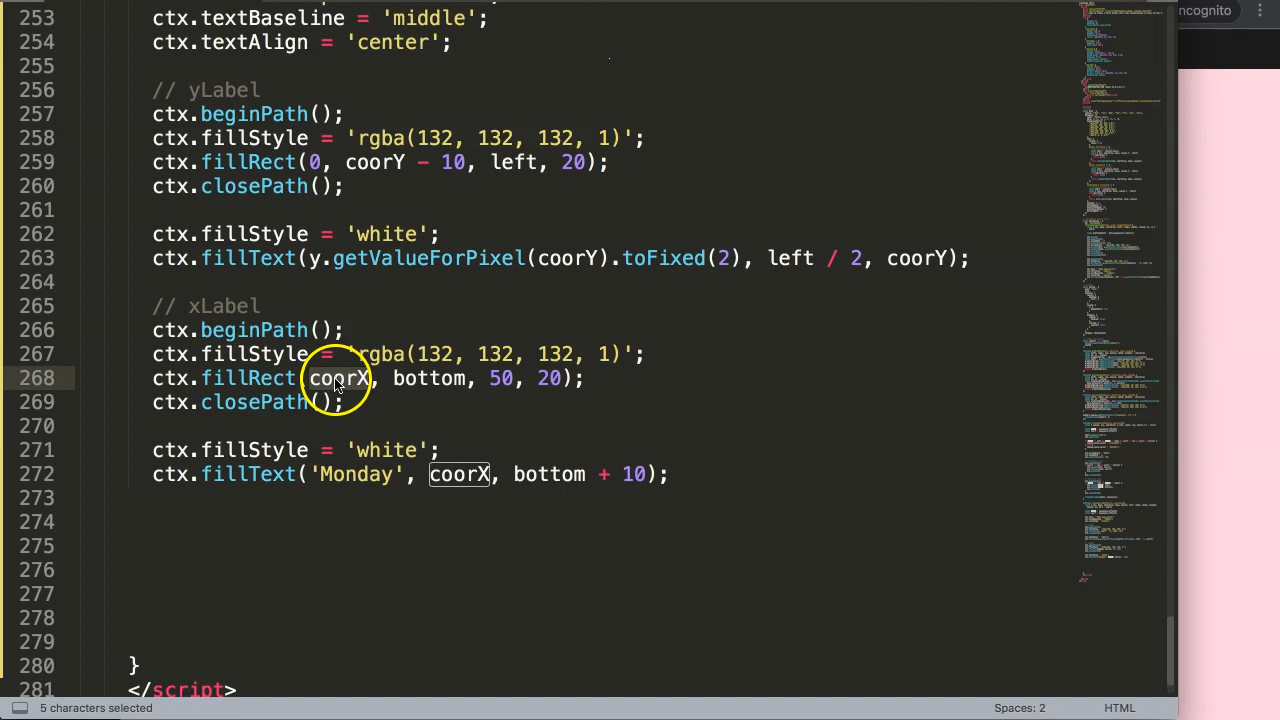 253 ctx.textBaseline = 'middle';
254 ctx.textAlign = 'center';
255
256 // yLabel
257 ctx.beginPath();
258 ctx.fillStyle = 'rgba(132, 132, 132, 1)';
259 ctx.fillRect(0, coorY - 10, left, 20);
260 ctx.closePath();
261
262 ctx.fillStyle = 'white';
263 ctx.fillText(y.getValueForPixel(coorY).toFixed(2), left / 2, coorY);
264
265 // xLabel
266 ctx.beginPath();
267 ctx.fillStyle = 'rgba(132, 132, 132, 1)';
268 ctx.fillRect(coorX, bottom, 50, 20);
269 ctx.closePath();
270
271 ctx.fillStyle = 'white';
272 ctx.fillText('Monday', coorX, bottom + 10);
273
274
275
276
277
278
279
280 }
281 </script>
5 characters selected
Spaces: 2
HTML
cognito